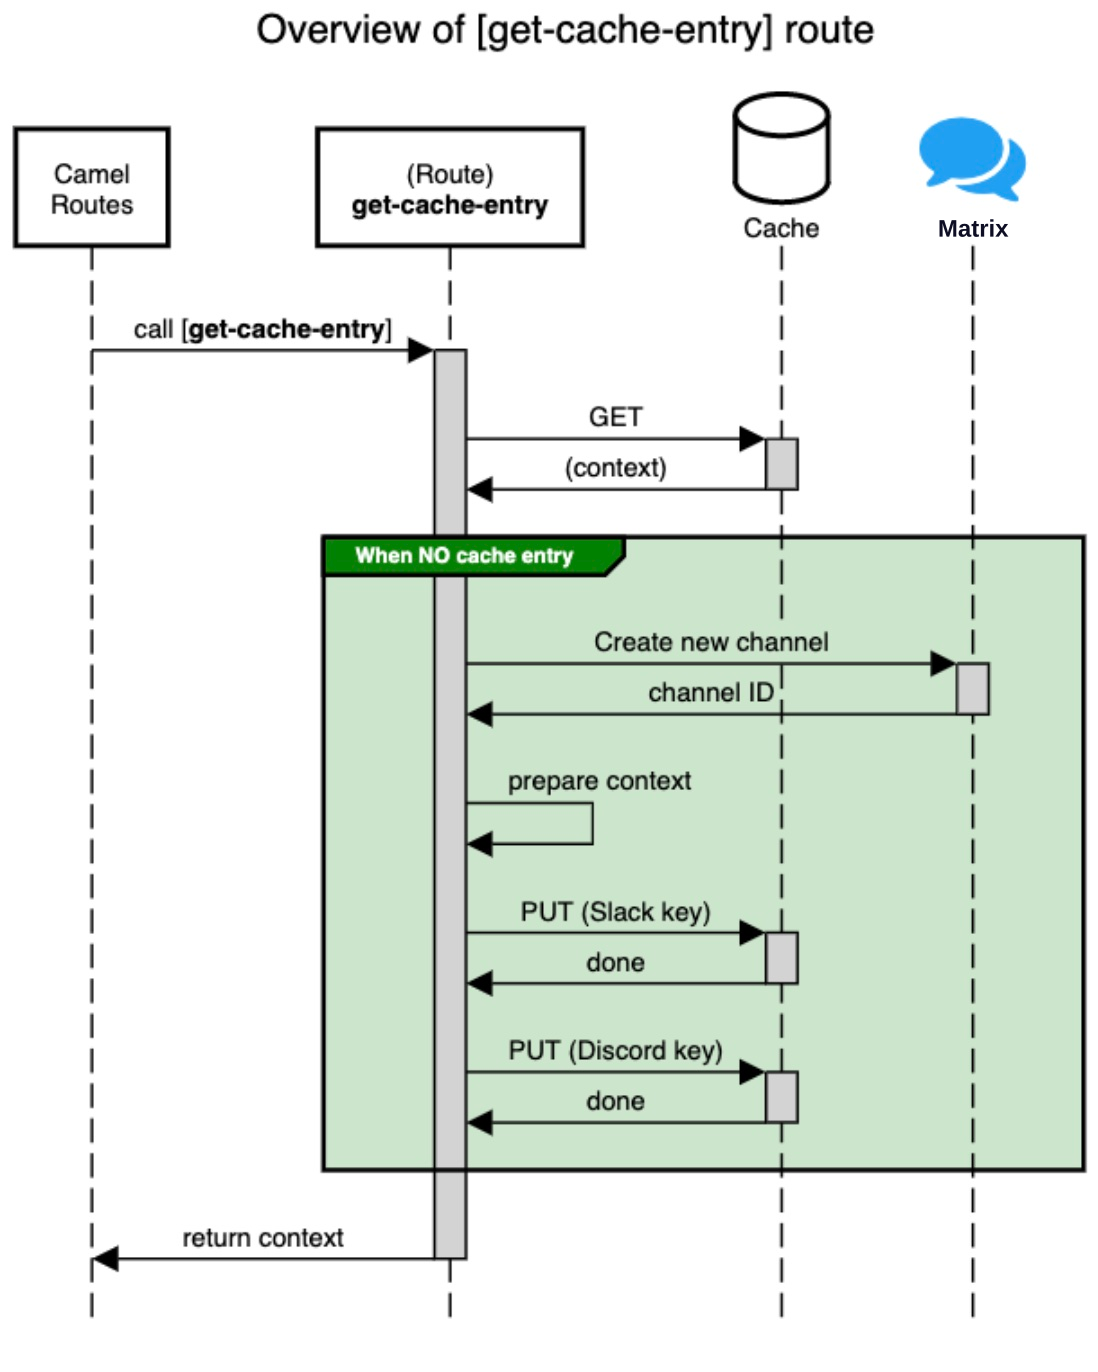 Overview of [get-cache-entry] route
Camel
Routes
(Route)
get-cache-entry
Cache
Matrix
call [get-cache-entry]
GET
(context)
When NO cache entry
Create new channel
channel ID
prepare context
PUT (Slack key)
done
PUT (Discord key)
done
return context